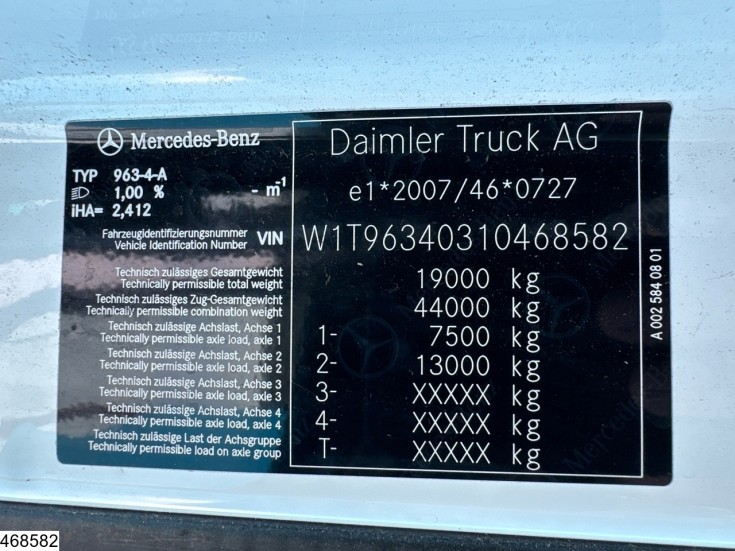 Mercedes-Benz
Daimler Truck AG
TYP 963-4-A
1,00 % - m-1
iHA= 2,412
e1*2007/46*0727
Fahrzeugidentifizierungsnummer
Vehicle Identification Number VIN
W1T96340310468582
Technisch zulässiges Gesamtgewicht
Technically permissible total weight
19000 kg
Technisch zulässiges Zug-Gesamtgewicht
Technically permissible combination weight
44000 kg
Technisch zulässige Achslast, Achse 1
Technically permissible axle load, axle 1
1- 7500 kg
Technisch zulässige Achslast, Achse 2
Technically permissible axle load, axle 2
2- 13000 kg
Technisch zulässige Achslast, Achse 3
Technically permissible axle load, axle 3
3- XXXXX kg
Technisch zulässige Achslast, Achse 4
Technically permissible axle load, axle 4
4- XXXXX kg
Technisch zulässige Last der Achsgruppe
Technically permissible load on axle group
T- XXXXX kg
A 002 584 08 01
468582